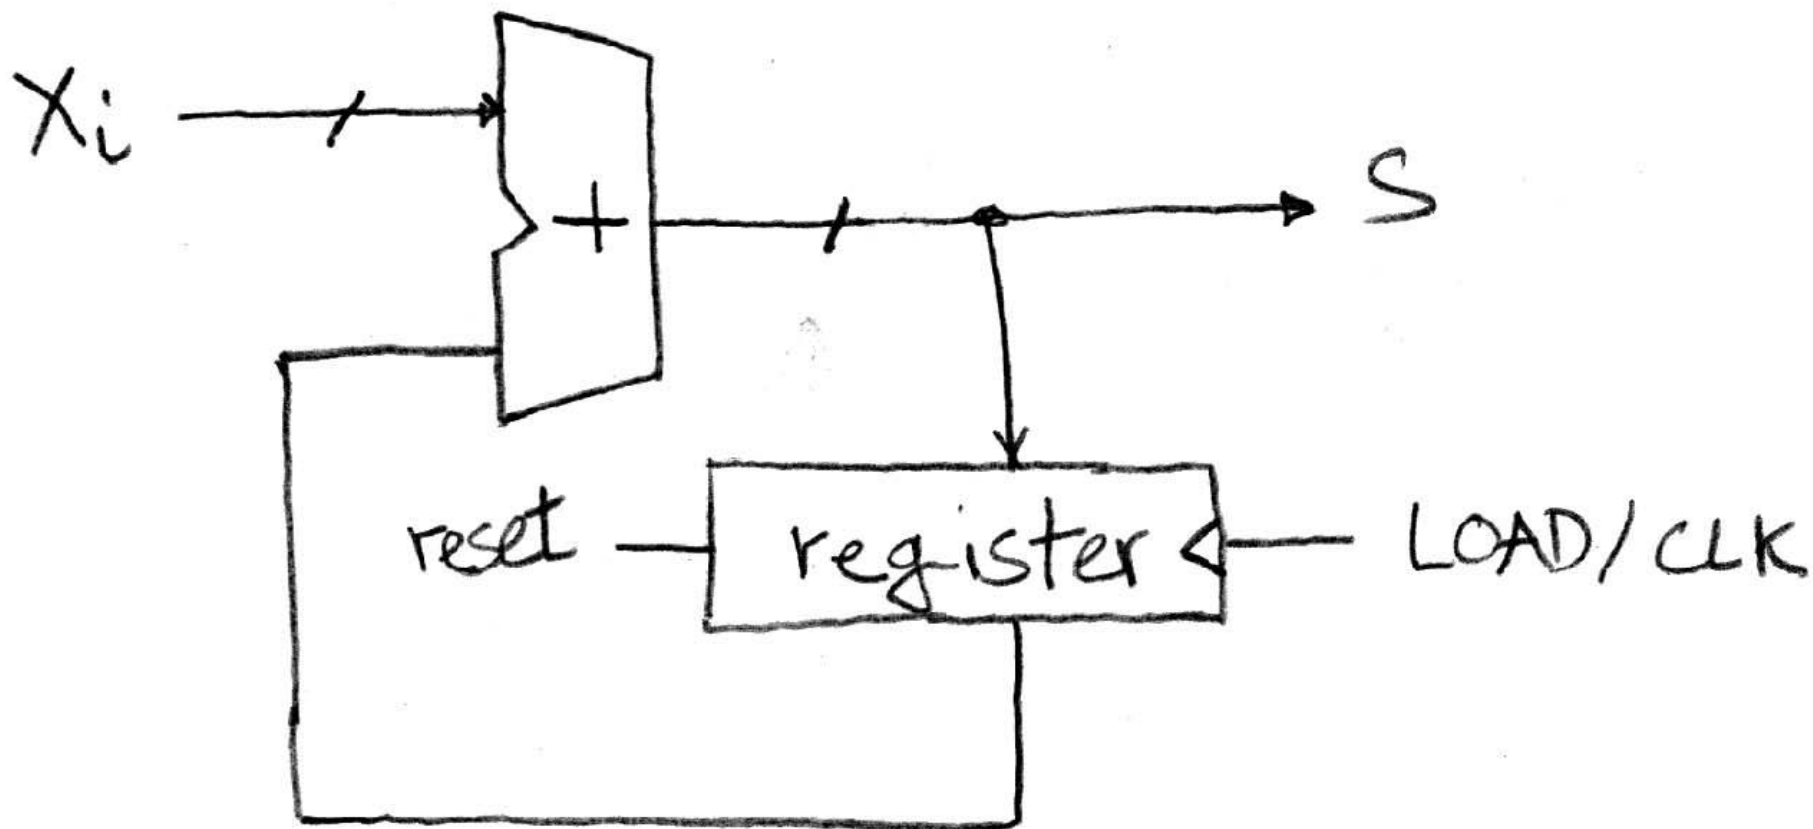 Xi
+
S
reset
register
LOAD/CLK